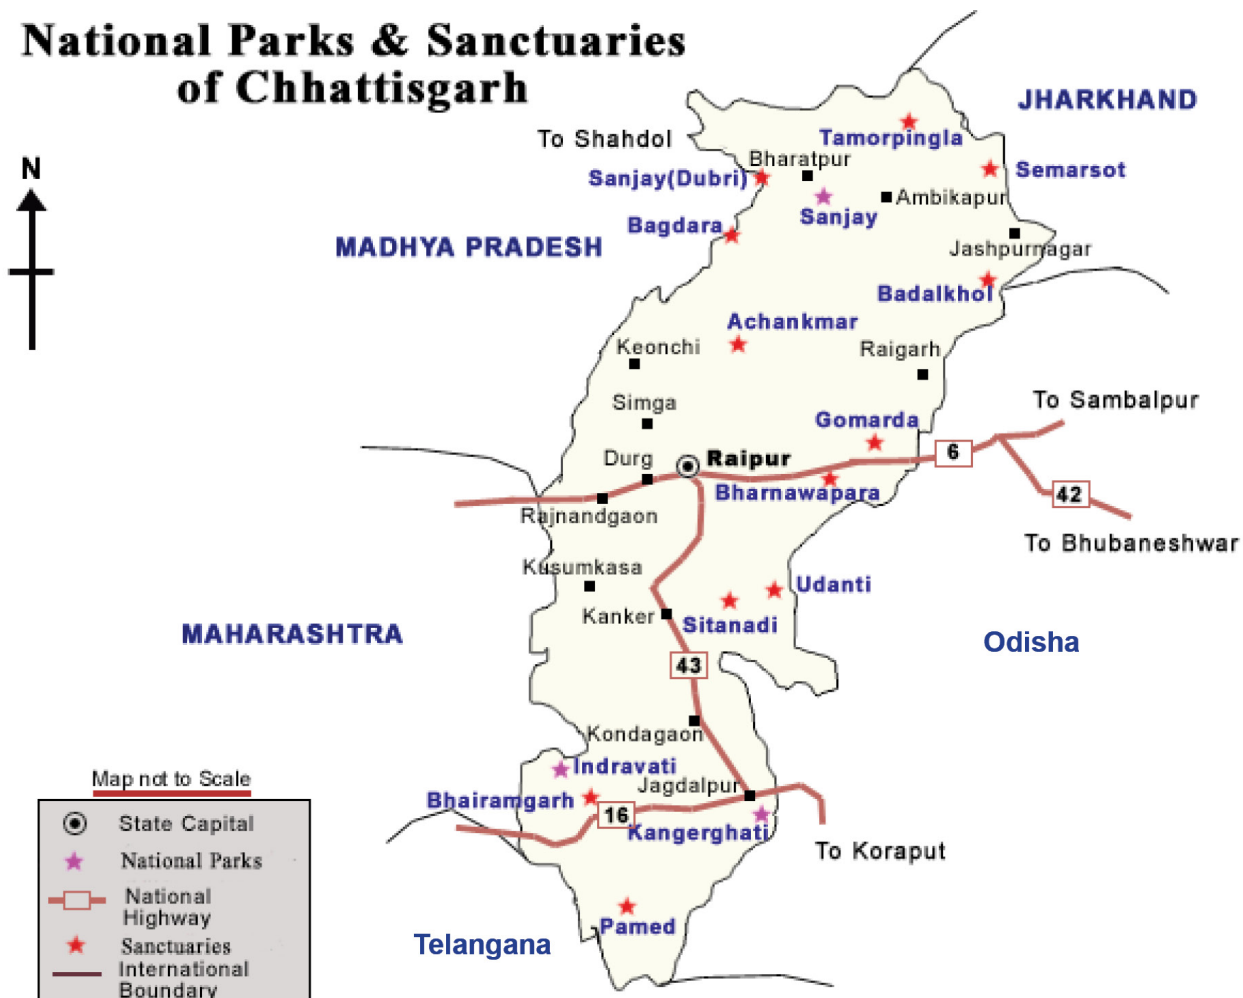 National Parks & Sanctuaries
of Chhattisgarh
JHARKHAND
To Shahdol
Tamorpingla
Bharatpur
N
Sanjay(Dubri)
Semarsot
Ambikapur
Sanjay
Bagdara
MADHYA PRADESH
Jashpurnagar
Badalkhol
Achankmar
Keonchi
Raigarh
Simga
To Sambalpur
Gomarda
Durg
Raipur
6
Bharnawapara
42
Rajnandgaon
To Bhubaneshwar
Kusumkasa
Udanti
Kanker
Sitanadi
MAHARASHTRA
Odisha
43
Kondagaon
Indravati
Map not to Scale
Jagdalpur
Bhairamgarh
16
State Capital
Kangerghati
To Koraput
National Parks
National
Highway
Pamed
Telangana
Sanctuaries
International
Boundary